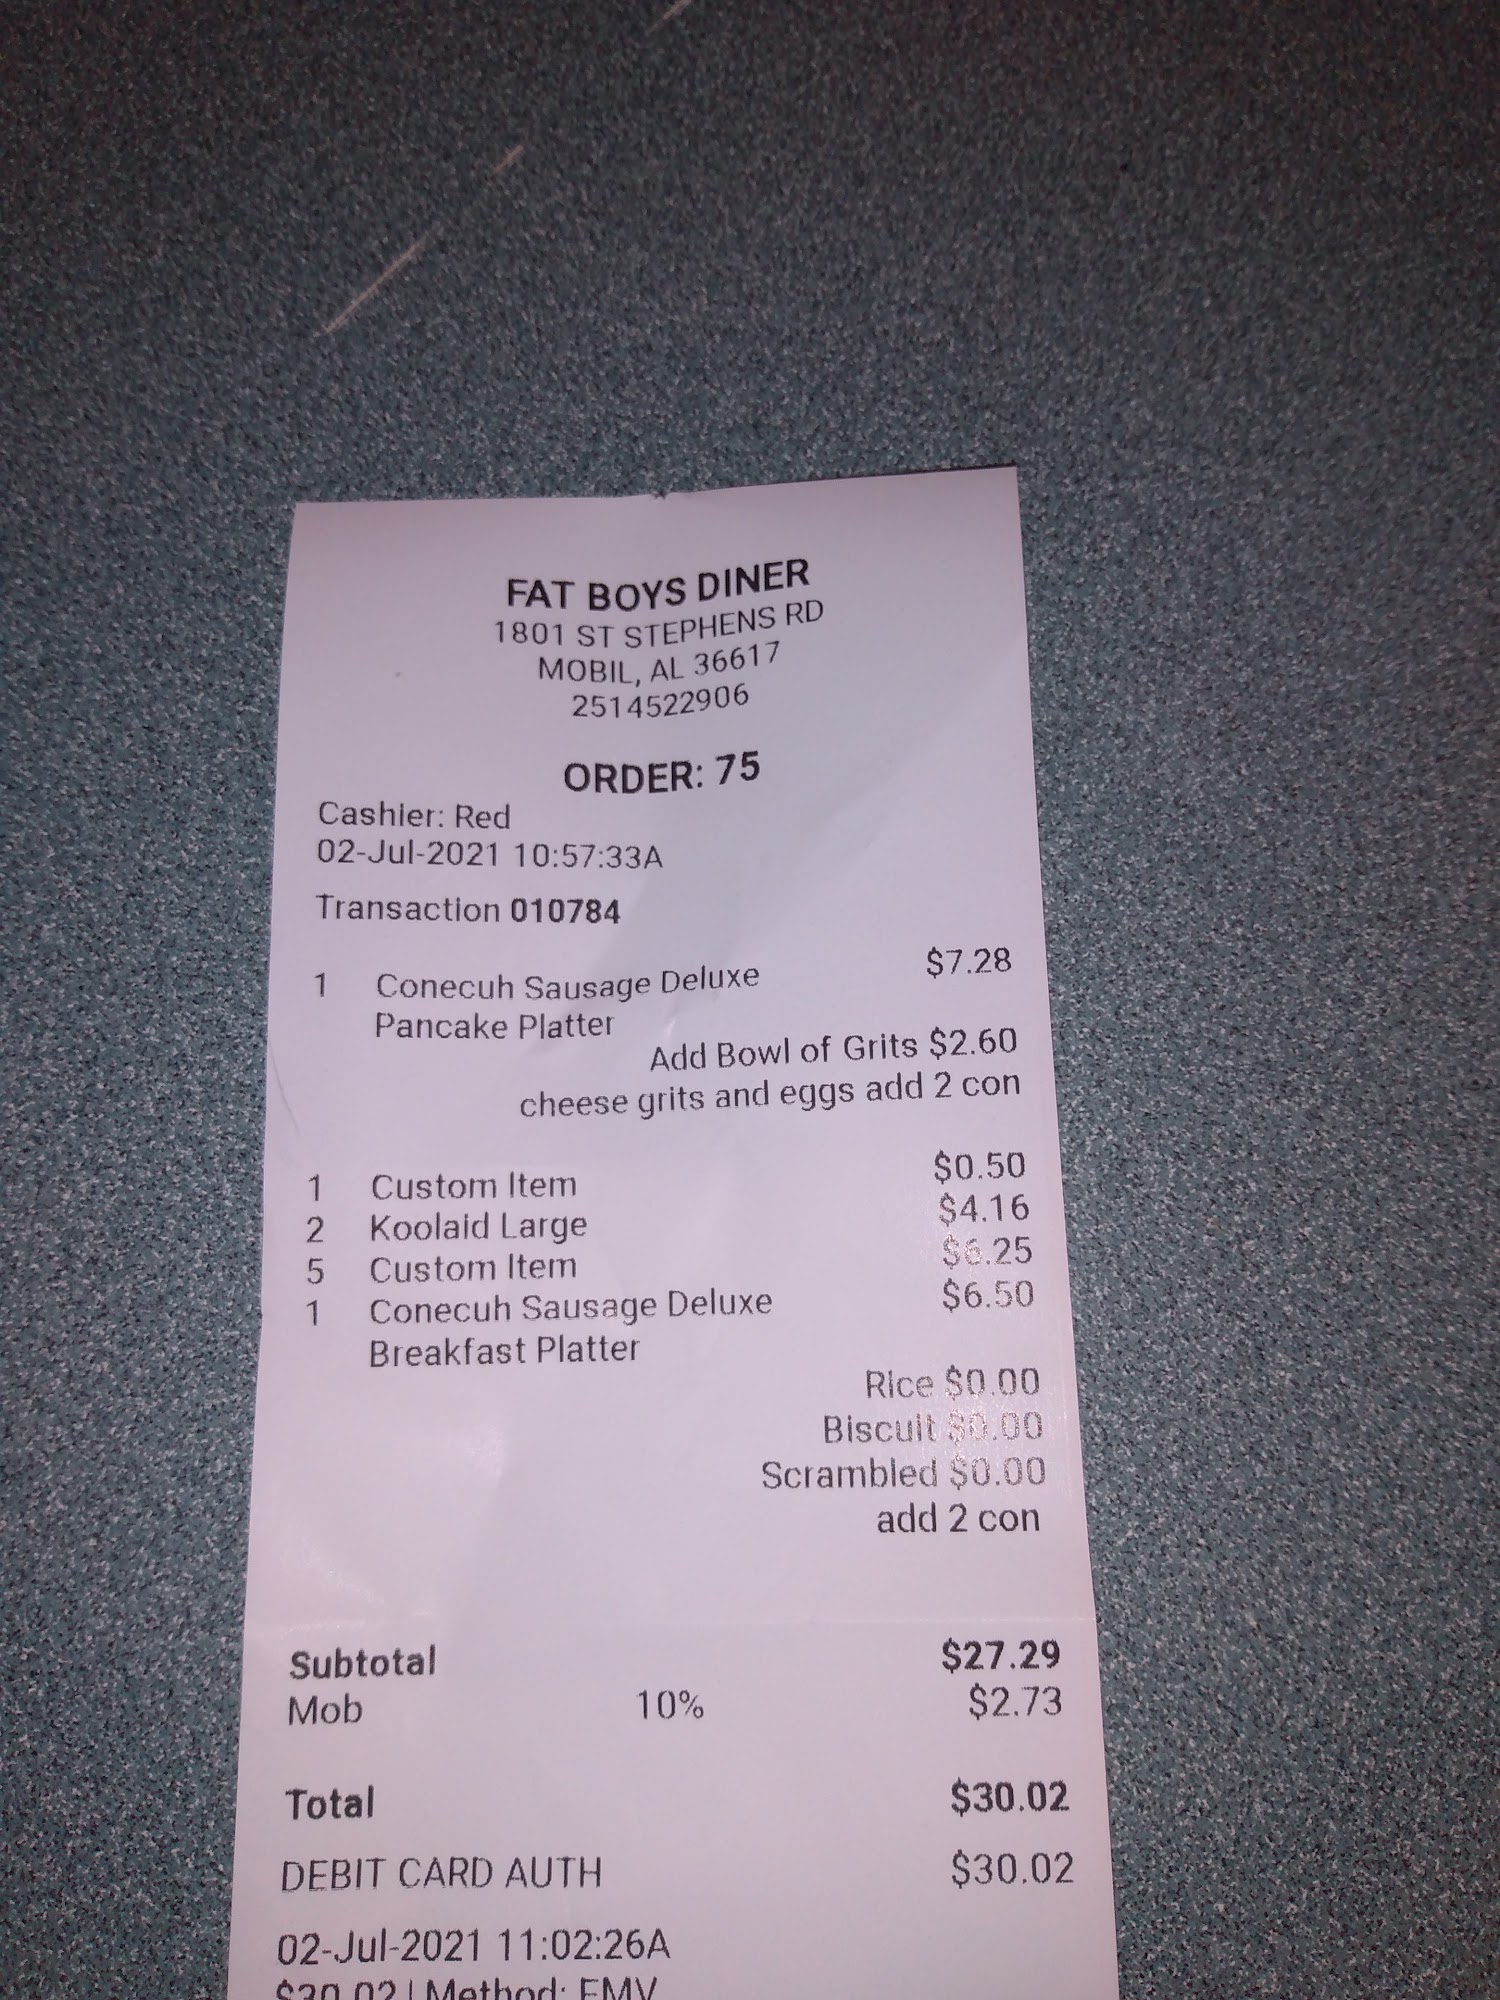 FAT BOYS DINER
1801 ST STEPHENS RD
MOBIL, AL 36617
2514522906
ORDER: 75
Cashier: Red
02-Jul-2021 10:57:33A
Transaction 010784
1 Conecuh Sausage Deluxe $7.28
Pancake Platter
Add Bowl of Grits $2.60
cheese grits and eggs add 2 con
1 Custom Item $0.50
2 Koolaid Large $4.16
5 Custom Item $6.25
1 Conecuh Sausage Deluxe $6.50
Breakfast Platter
Rice $0.00
Biscuit $0.00
Scrambled $0.00
add 2 con
Subtotal $27.29
Mob 10% $2.73
Total $30.02
DEBIT CARD AUTH $30.02
02-Jul-2021 11:02:26A
$30.02 | Method: EMV